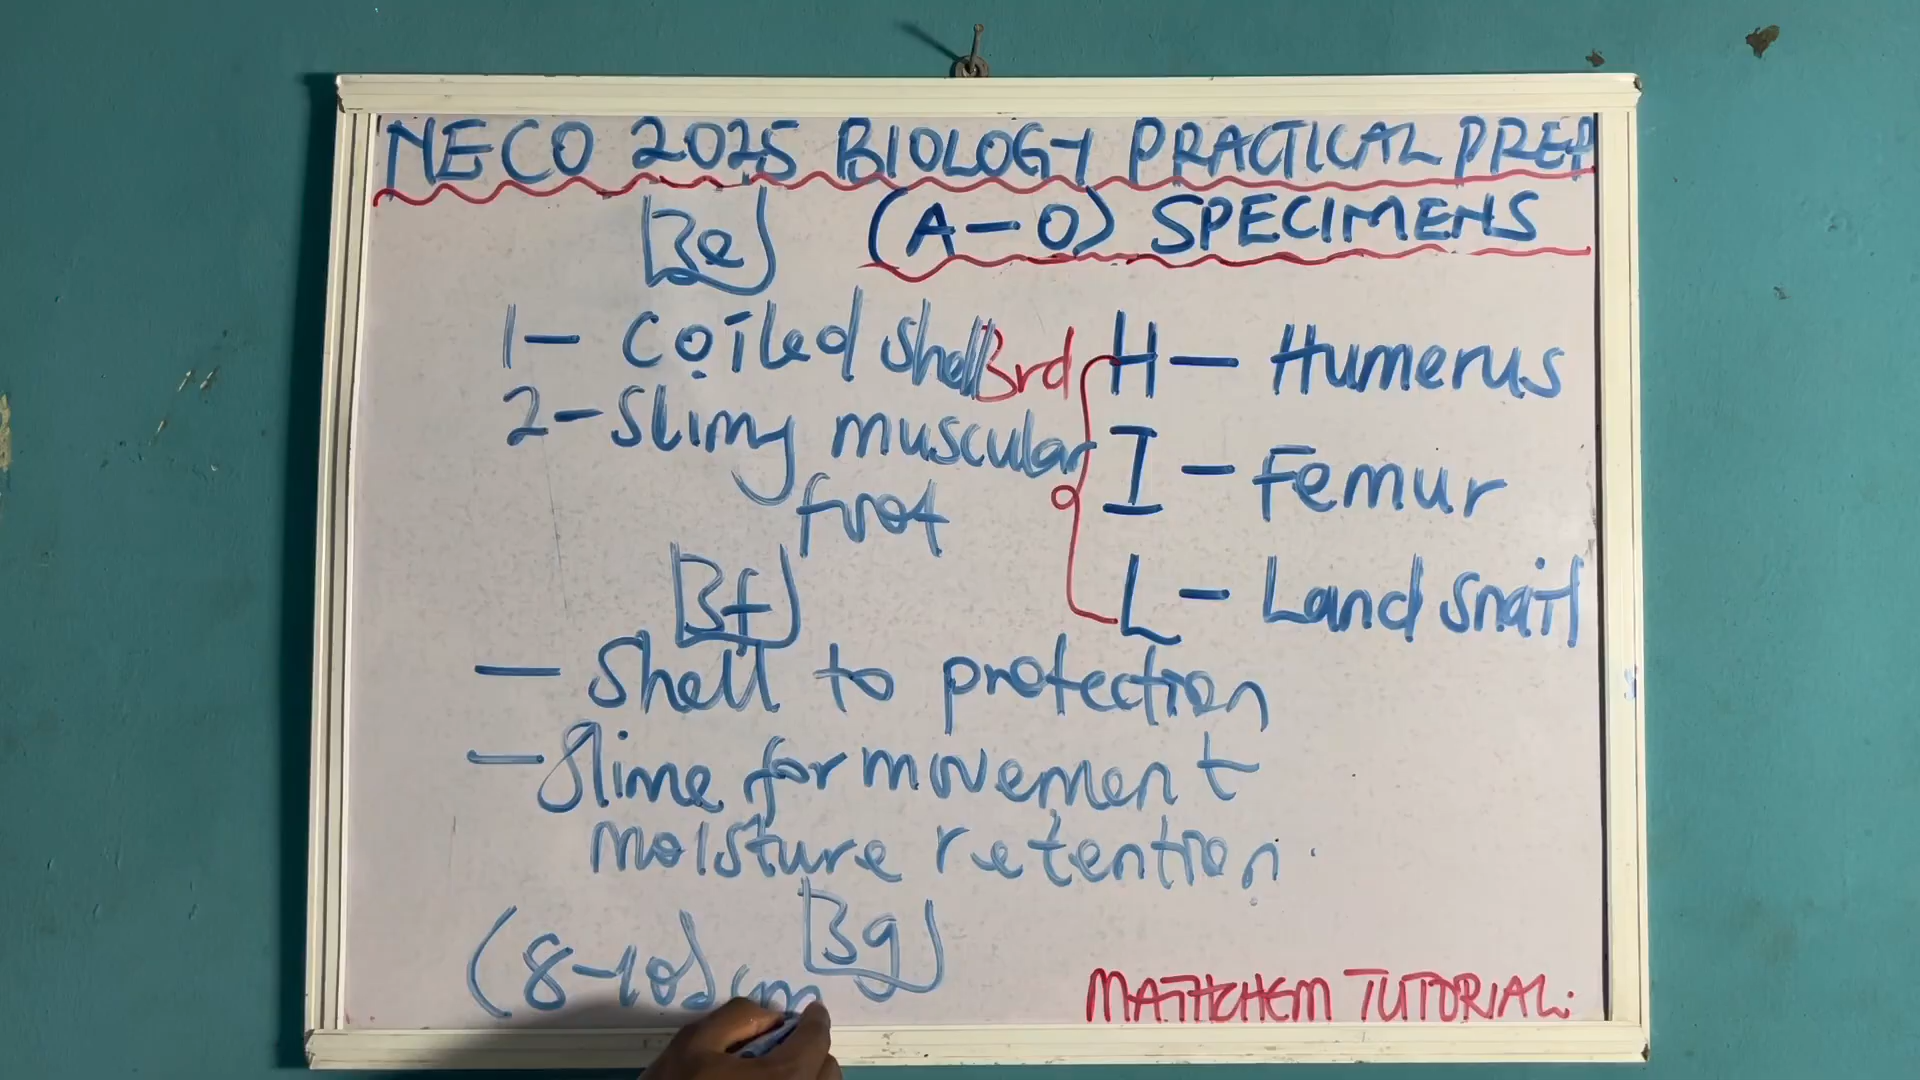 NECO 2025 BIOLOGY PRACTICAL PREP
(A-O) SPECIMENS
3e
1- Coiled shell
2- Slimy muscular
foot
3rd
H - Humerus
I - Femur
L - Land snail
3f
- Shell to protection
- Slime for movement
moisture retention.
3g
(8-10)cm
MATHCHEM TUTORIAL.